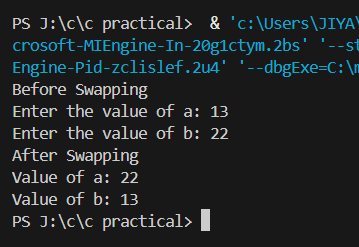 PS J:\c\c practical>  & 'c:\Users\JIYA\
crosoft-MIEngine-In-20g1ctym.2bs' '--st
Engine-Pid-zclislef.2u4' '--dbgExe=C:\m
Before Swapping
Enter the value of a: 13
Enter the value of b: 22
After Swapping
Value of a: 22
Value of b: 13
PS J:\c\c practical>